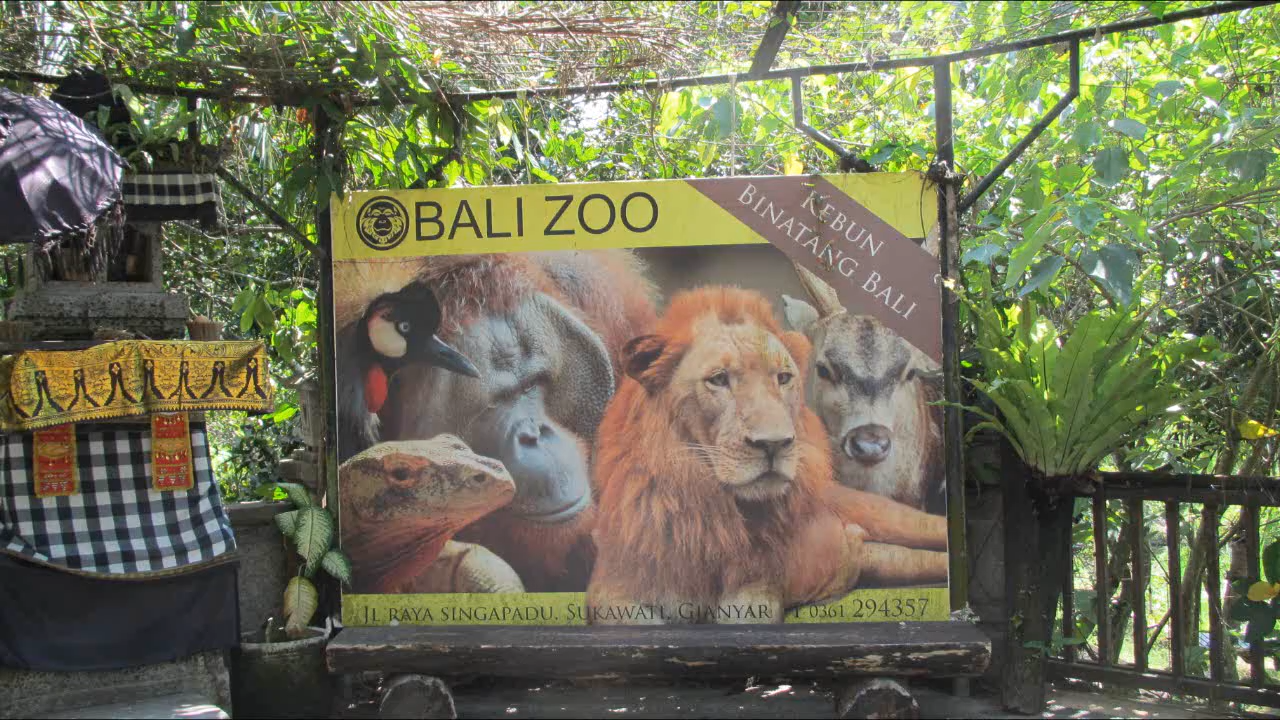 BALI ZOO
KEBUN
BINATANG BALI
JL RAYA SINGAPADU. SUKAWATI, GIANYAR T 0361 294357